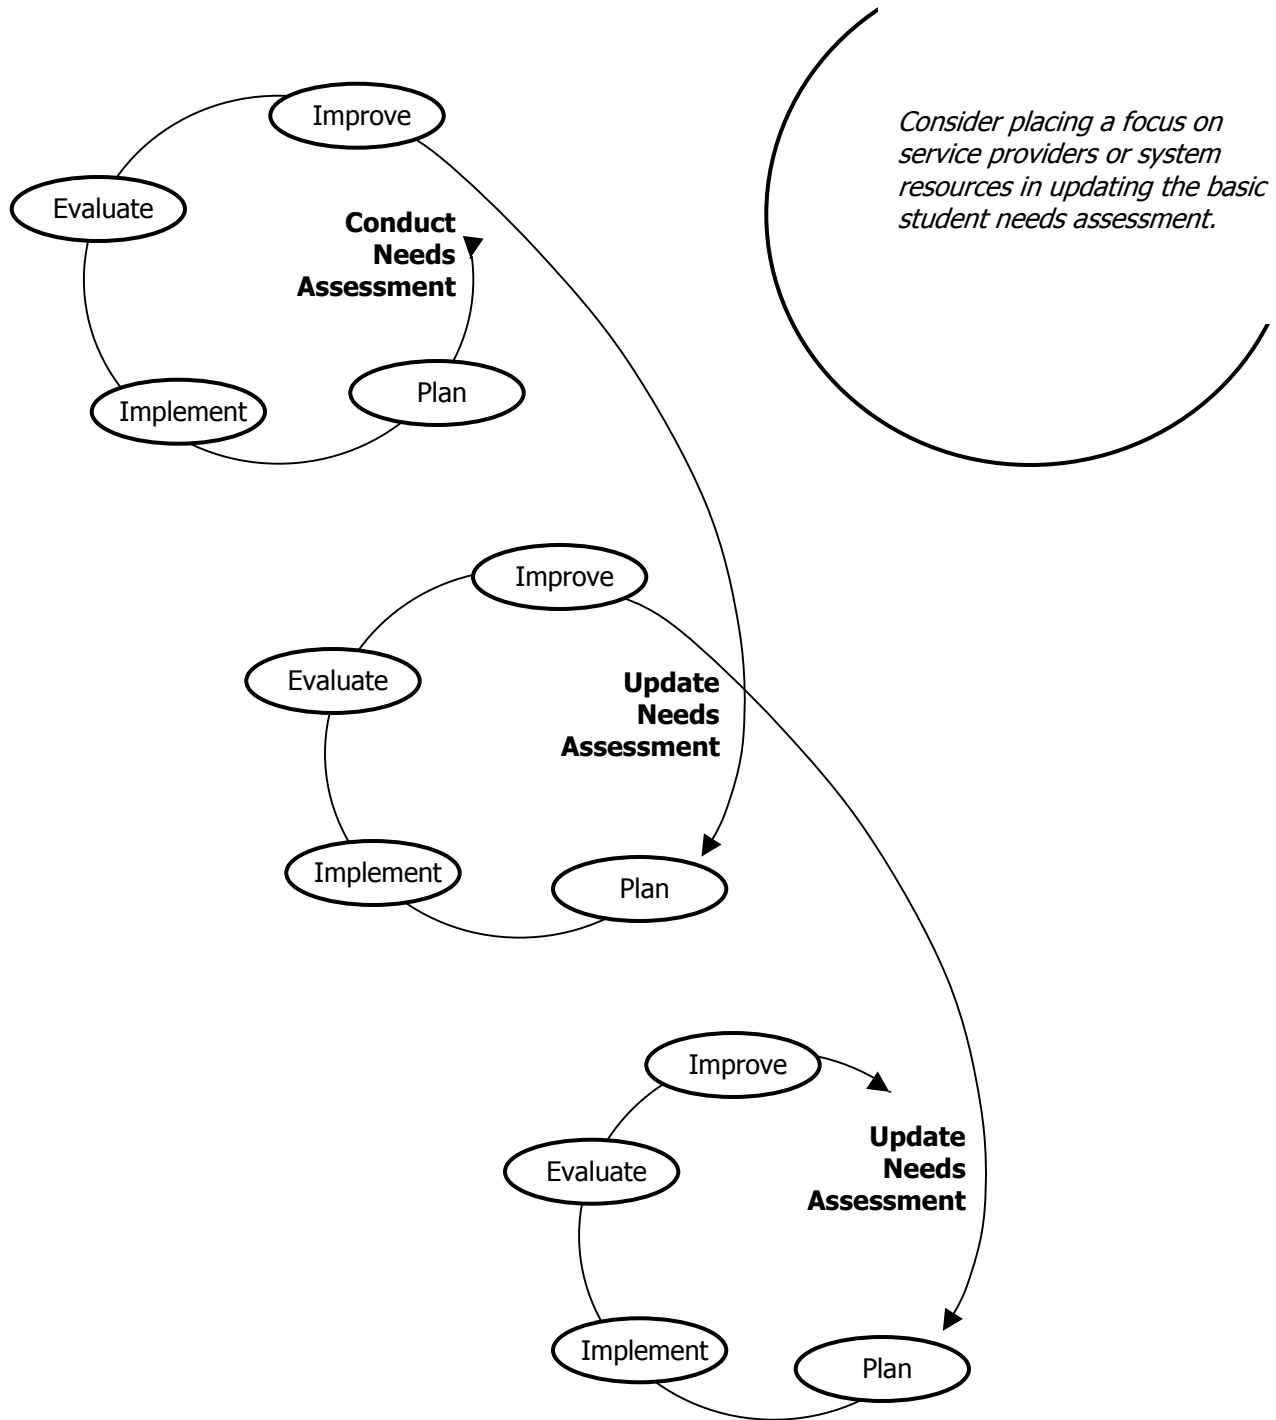 Improve
Consider placing a focus on
service providers or system
resources in updating the basic
student needs assessment.
Evaluate
Conduct
Needs
Assessment
Plan
Implement
Improve
Evaluate
Update
Needs
Assessment
Implement
Plan
Improve
Evaluate
Update
Needs
Assessment
Implement
Plan